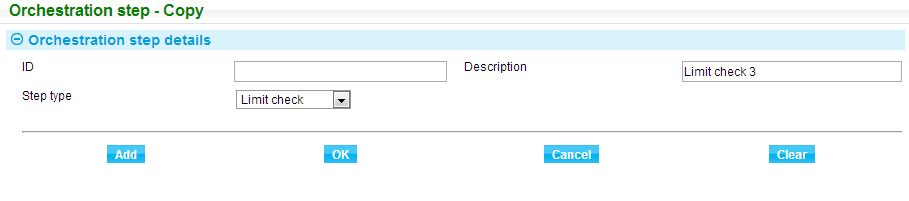 Orchestration step - Copy
Orchestration step details
ID Description Limit check 3
Step type Limit check
Add OK Cancel Clear